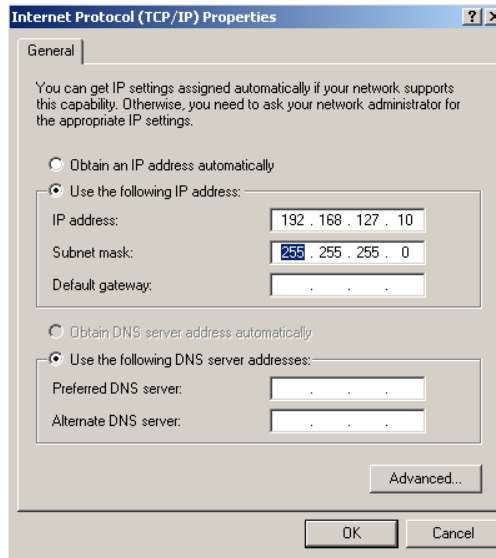 Internet Protocol (TCP/IP) Properties
General
You can get IP settings assigned automatically if your network supports
this capability. Otherwise, you need to ask your network administrator for
the appropriate IP settings.
Obtain an IP address automatically
Use the following IP address:
IP address: 192 . 168 . 127 . 10
Subnet mask: 255 . 255 . 255 . 0
Default gateway: . . .
Obtain DNS server address automatically
Use the following DNS server addresses:
Preferred DNS server: . . .
Alternate DNS server: . . .
Advanced...
OK Cancel